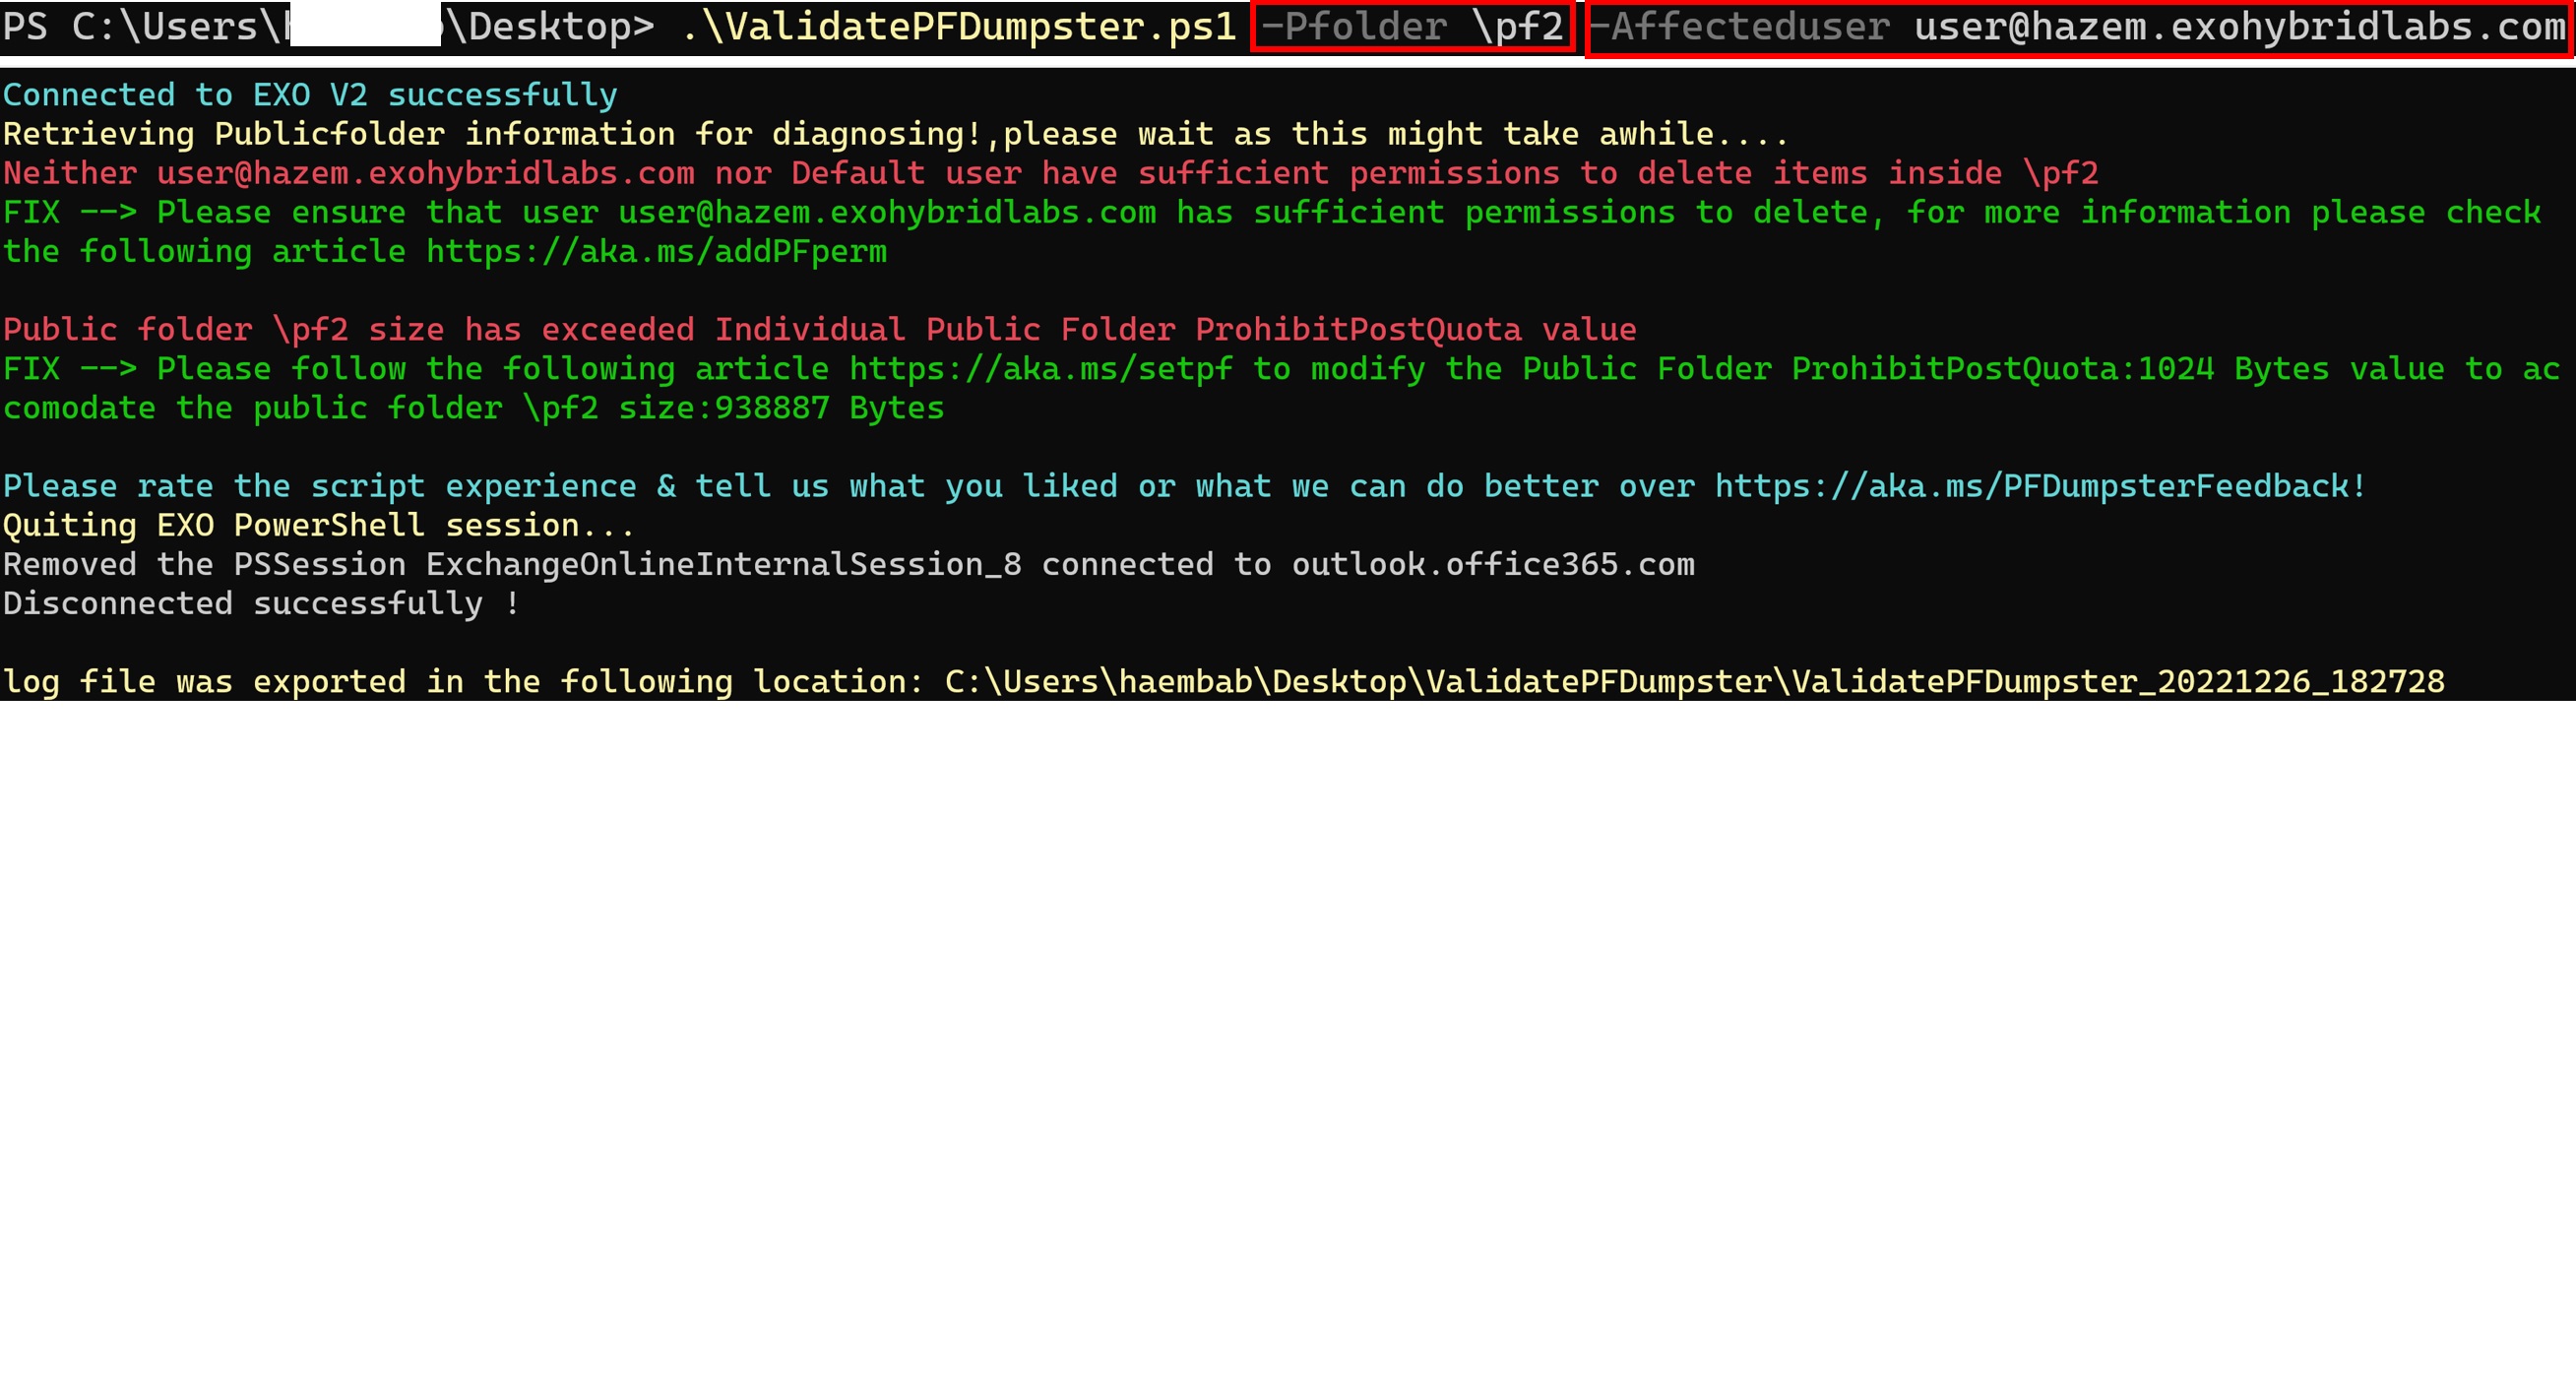 PS C:\Users\ \Desktop> .\ValidatePFDumpster.ps1 -Pfolder \pf2 -Affecteduser user@hazem.exohybridlabs.com
Connected to EXO V2 successfully
Retrieving Publicfolder information for diagnosing!,please wait as this might take awhile....
Neither user@hazem.exohybridlabs.com nor Default user have sufficient permissions to delete items inside \pf2
FIX --> Please ensure that user user@hazem.exohybridlabs.com has sufficient permissions to delete, for more information please check
the following article https://aka.ms/addPFperm
Public folder \pf2 size has exceeded Individual Public Folder ProhibitPostQuota value
FIX --> Please follow the following article https://aka.ms/setpf to modify the Public Folder ProhibitPostQuota:1024 Bytes value to ac
comodate the public folder \pf2 size:938887 Bytes
Please rate the script experience & tell us what you liked or what we can do better over https://aka.ms/PFDumpsterFeedback!
Quiting EXO PowerShell session...
Removed the PSSession ExchangeOnlineInternalSession_8 connected to outlook.office365.com
Disconnected successfully !
log file was exported in the following location: C:\Users\haembab\Desktop\ValidatePFDumpster\ValidatePFDumpster_20221226_182728